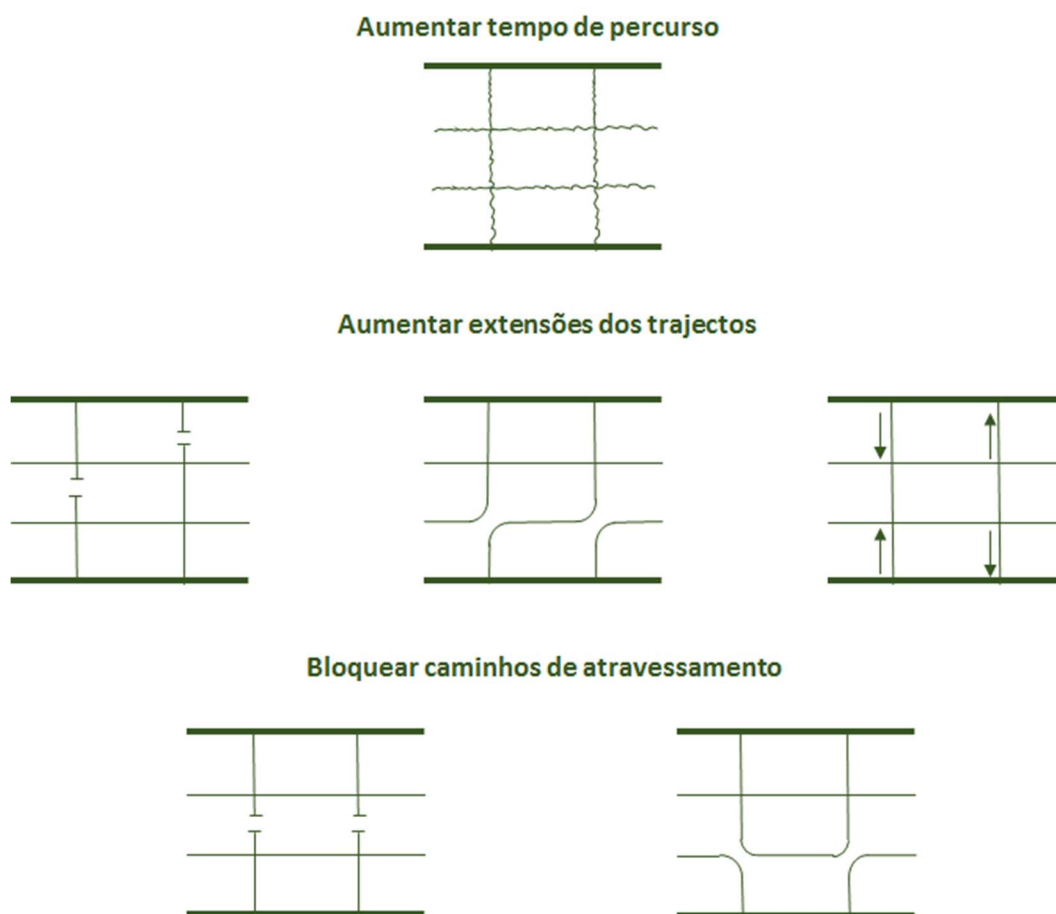 Aumentar tempo de percurso
Aumentar extensões dos trajectos
Bloquear caminhos de atravessamento